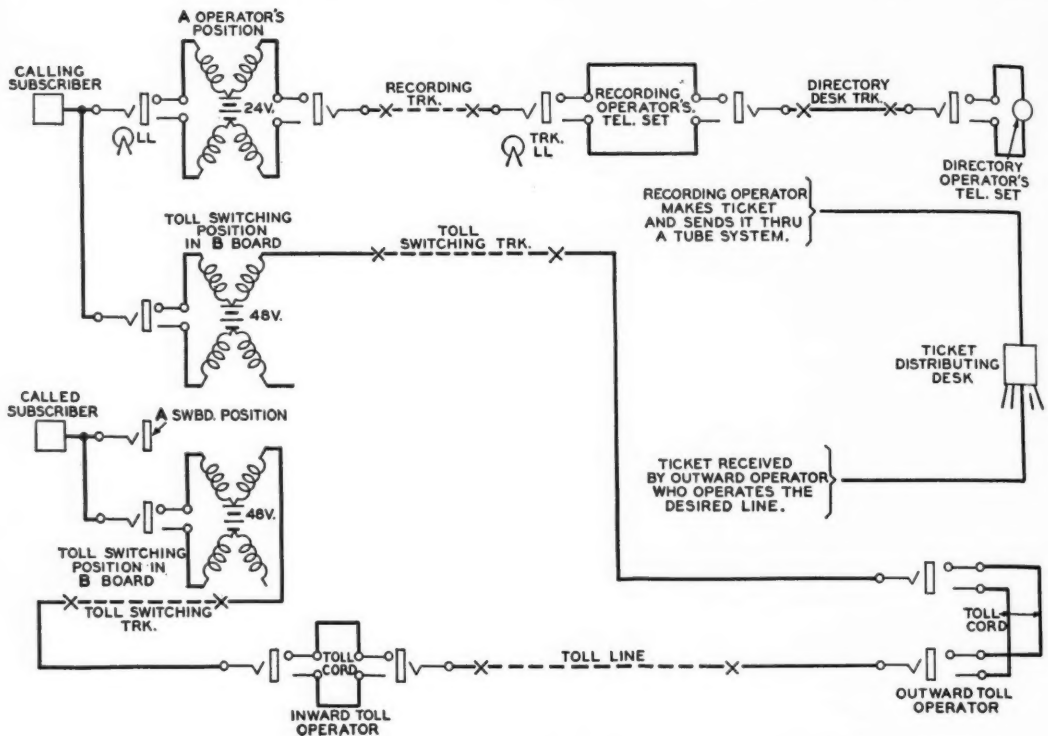 A OPERATOR'S
POSITION
CALLING
SUBSCRIBER
LL
24V.
RECORDING
TRK.
TRK.
LL
RECORDING
OPERATOR'S
TEL. SET
DIRECTORY
DESK TRK.
DIRECTORY
OPERATOR'S
TEL. SET
RECORDING OPERATOR
MAKES TICKET
AND SENDS IT THRU
A TUBE SYSTEM.
TOLL SWITCHING
POSITION
IN B BOARD
48V.
TOLL
SWITCHING TRK.
TICKET
DISTRIBUTING
DESK
CALLED
SUBSCRIBER
A SWBD. POSITION
48V.
TOLL SWITCHING
POSITION IN
B BOARD
TICKET RECEIVED
BY OUTWARD OPERATOR
WHO OPERATES THE
DESIRED LINE.
TOLL SWITCHING
TRK.
TOLL
CORD
INWARD TOLL
OPERATOR
TOLL LINE
TOLL
CORD
OUTWARD TOLL
OPERATOR